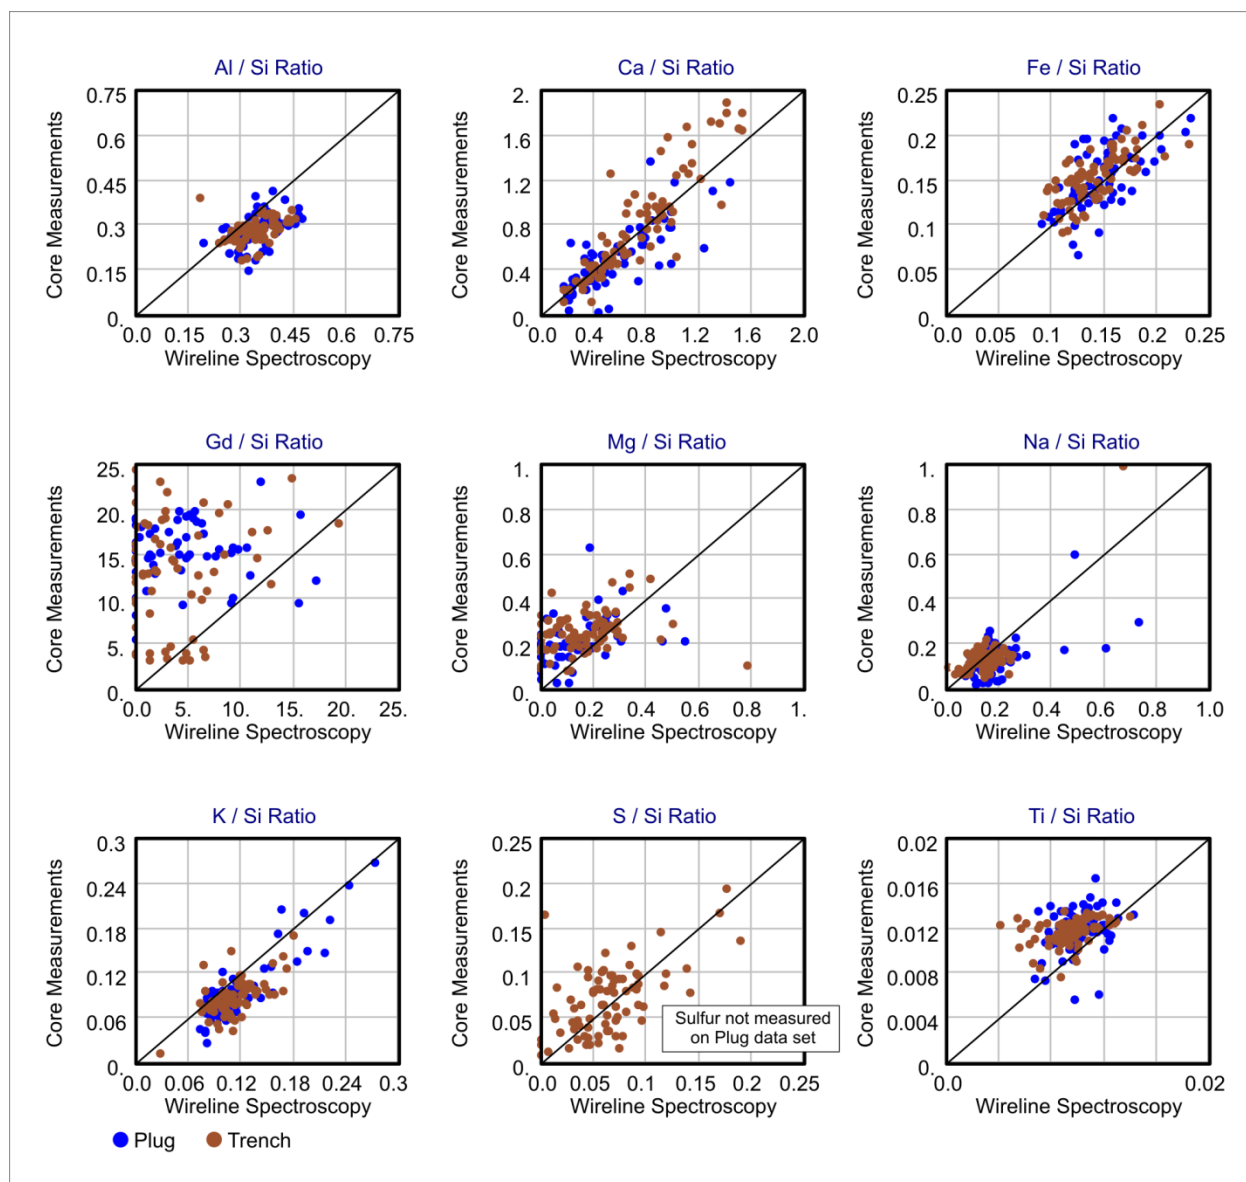 Al / Si Ratio
0.75
0.6
0.45
0.3
0.15
0.
Core Measurements
0.0 0.15 0.3 0.45 0.6 0.75
Wireline Spectroscopy
Ca / Si Ratio
2.
1.6
1.2
0.8
0.4
0.
Core Measurements
0.0 0.4 0.8 1.2 1.6 2.0
Wireline Spectroscopy
Fe / Si Ratio
0.25
0.2
0.15
0.1
0.05
0.
Core Measurements
0.0 0.05 0.1 0.15 0.2 0.25
Wireline Spectroscopy
Gd / Si Ratio
25.
20.
15.
10.
5.
0.
Core Measurements
0.0 5. 10. 15. 20. 25.
Wireline Spectroscopy
Mg / Si Ratio
1.
0.8
0.6
0.4
0.2
0.
Core Measurements
0.0 0.2 0.4 0.6 0.8 1.
Wireline Spectroscopy
Na / Si Ratio
1.
0.8
0.6
0.4
0.2
0.
Core Measurements
0.0 0.2 0.4 0.6 0.8 1.0
Wireline Spectroscopy
K / Si Ratio
0.3
0.24
0.18
0.12
0.06
0.
Core Measurements
0.0 0.06 0.12 0.18 0.24 0.3
Wireline Spectroscopy
S / Si Ratio
0.25
0.2
0.15
0.1
0.05
0.
Core Measurements
Sulfur not measured
on Plug data set
0.0 0.05 0.1 0.15 0.2 0.25
Wireline Spectroscopy
Ti / Si Ratio
0.02
0.016
0.012
0.008
0.004
0.
Core Measurements
0.0 0.02
Wireline Spectroscopy
Plug Trench